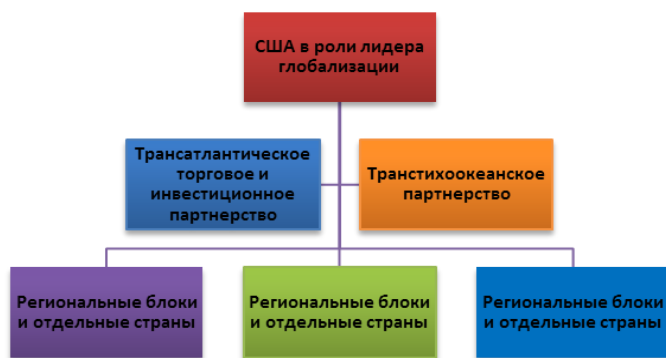 США в роли лидера
глобализации
Трансатлантическое
торговое и
инвестиционное
партнерство
Транстихоокеанское
партнерство
Региональные блоки
и отдельные страны
Региональные блоки
и отдельные страны
Региональные блоки
и отдельные страны